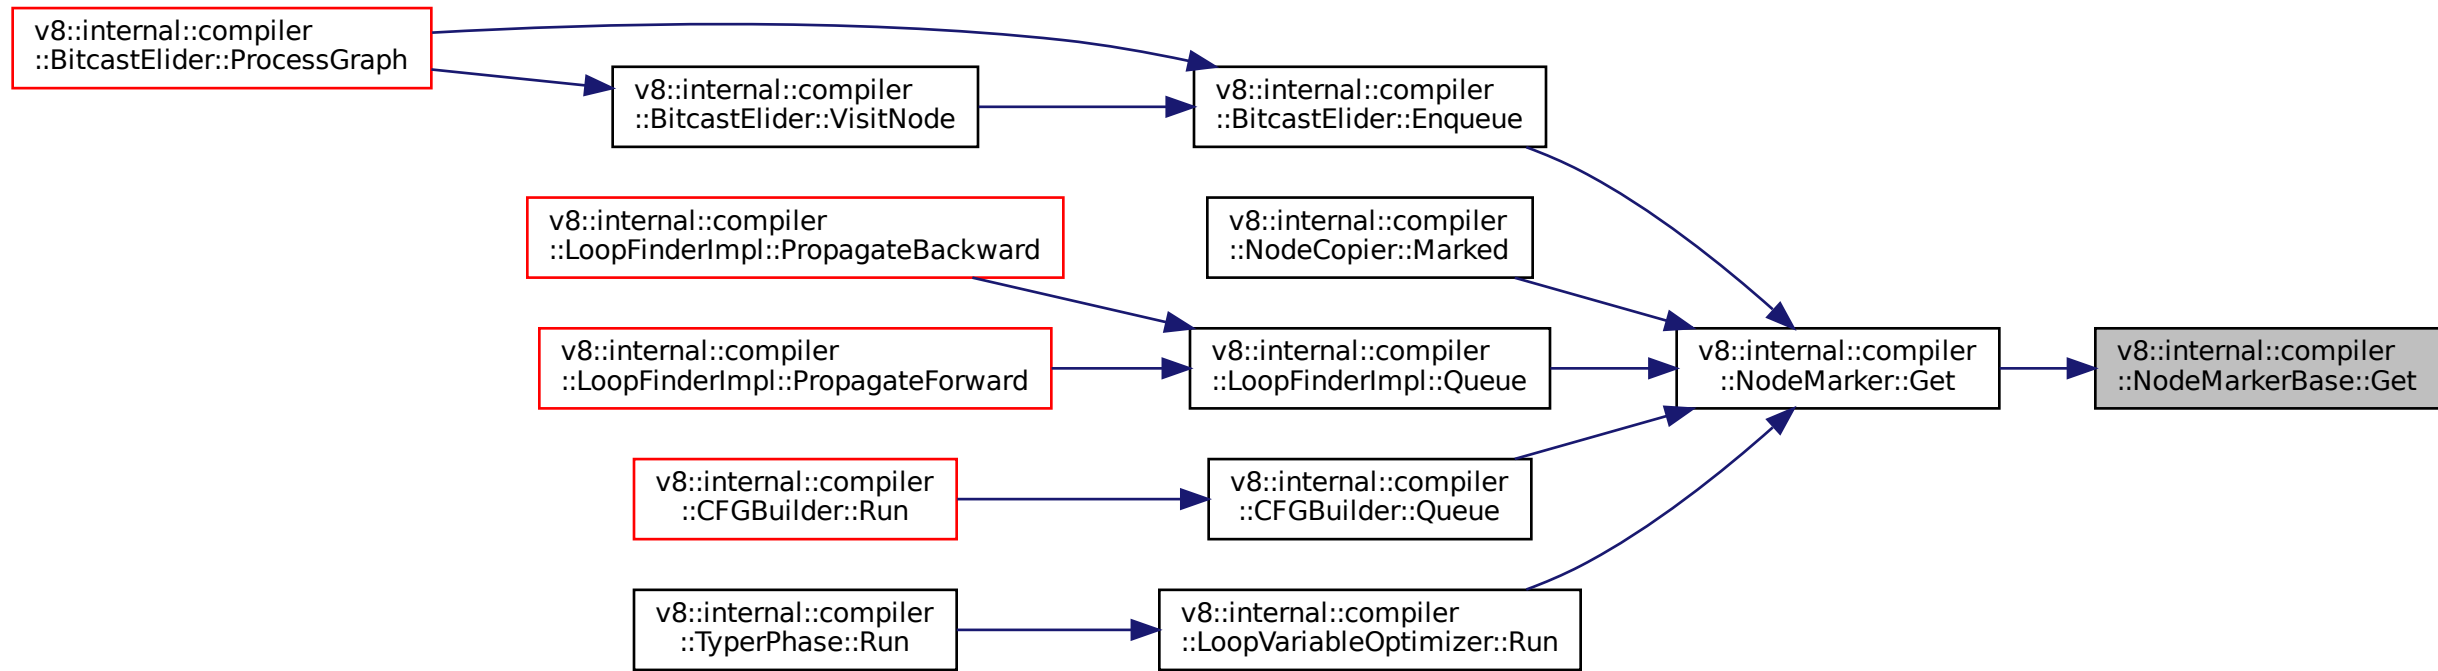 v8::internal::compiler
::BitcastElider::ProcessGraph
v8::internal::compiler
::BitcastElider::VisitNode
v8::internal::compiler
::BitcastElider::Enqueue
v8::internal::compiler
::LoopFinderImpl::PropagateBackward
v8::internal::compiler
::NodeCopier::Marked
v8::internal::compiler
::LoopFinderImpl::PropagateForward
v8::internal::compiler
::LoopFinderImpl::Queue
v8::internal::compiler
::NodeMarker::Get
v8::internal::compiler
::NodeMarkerBase::Get
v8::internal::compiler
::CFGBuilder::Run
v8::internal::compiler
::CFGBuilder::Queue
v8::internal::compiler
::TyperPhase::Run
v8::internal::compiler
::LoopVariableOptimizer::Run